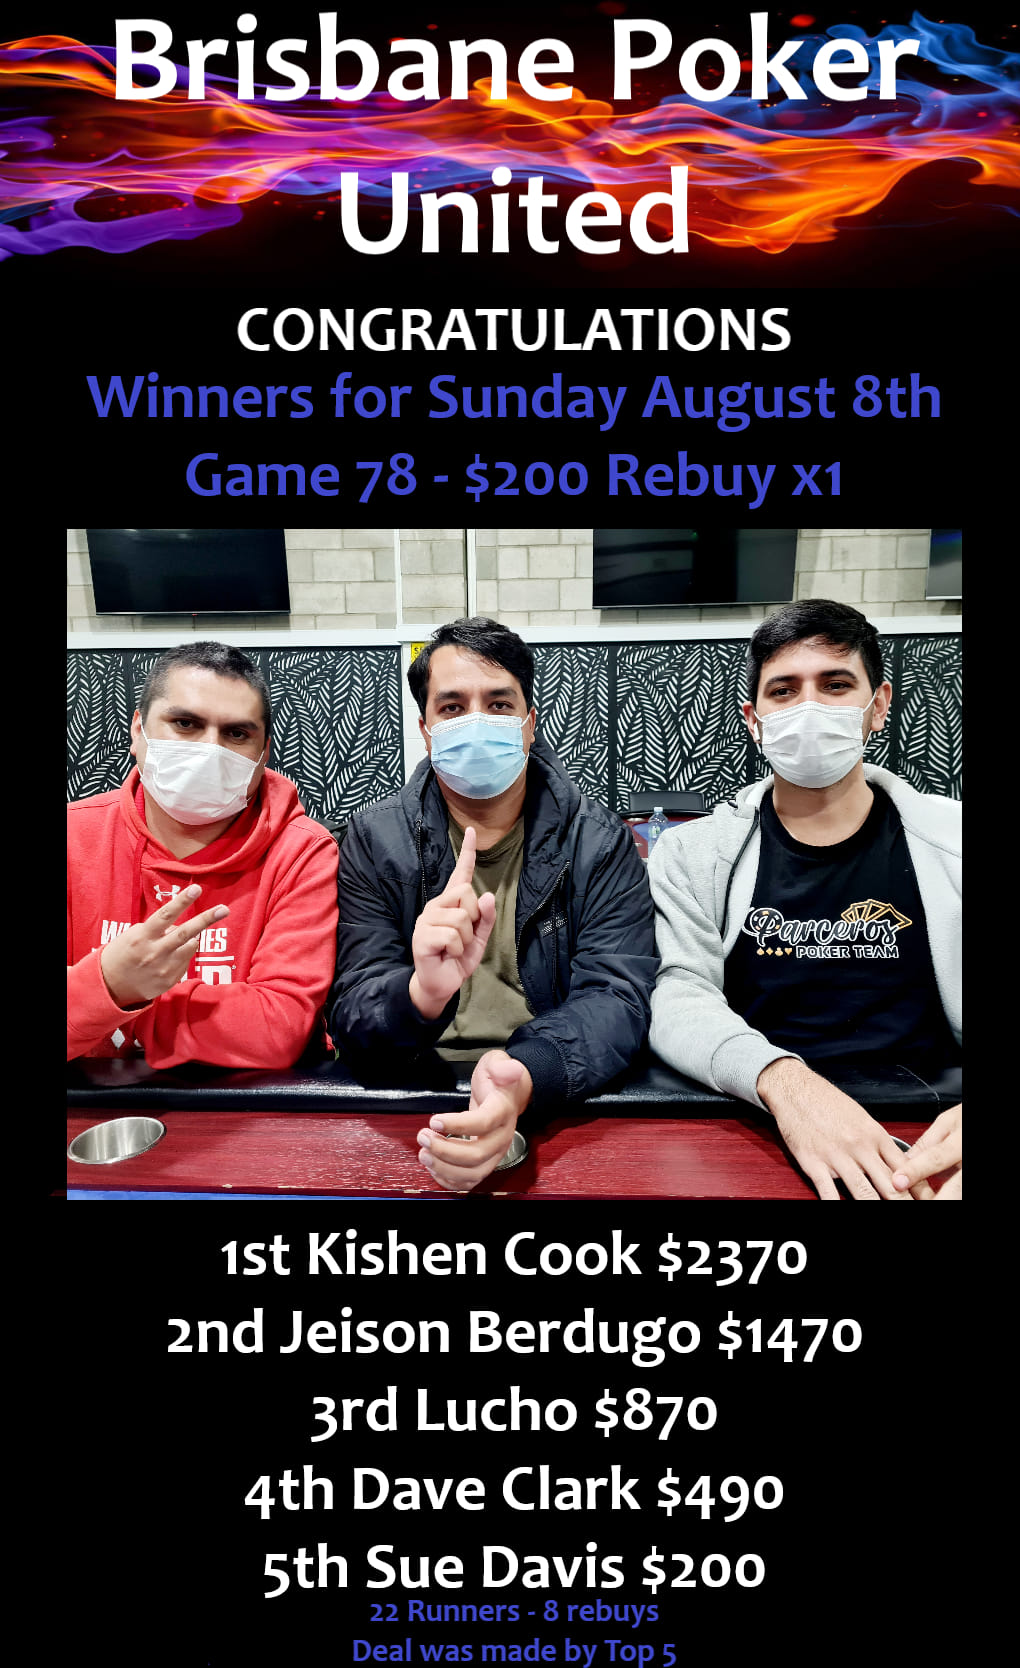 Brisbane Poker
United
CONGRATULATIONS
Winners for Sunday August 8th
Game 78 - $200 Rebuy x1
Parceros
POKER TEAM
1st Kishen Cook $2370
2nd Jeison Berdugo $1470
3rd Lucho $870
4th Dave Clark $490
5th Sue Davis $200
22 Runners - 8 rebuys
Deal was made by Top 5